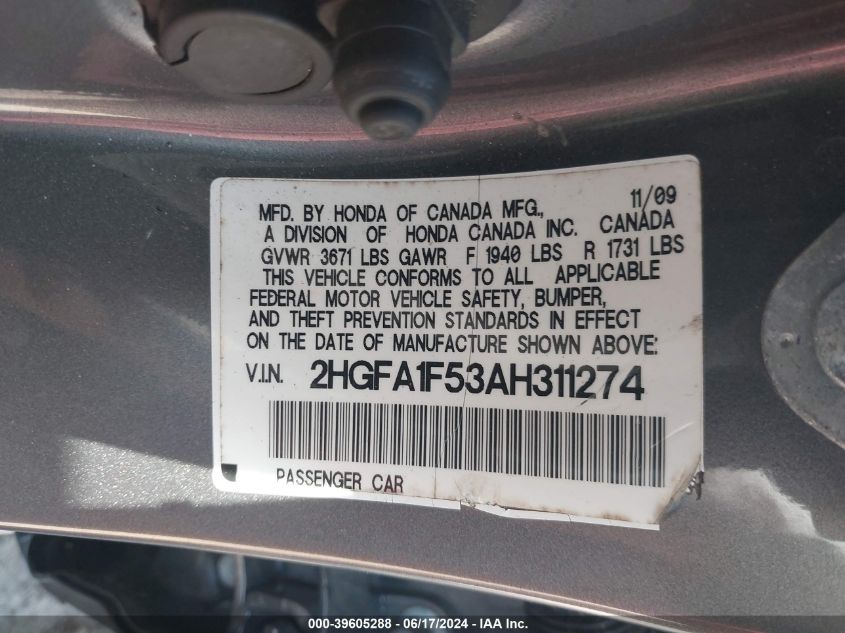 11/09
MFD. BY HONDA OF CANADA MFG.,
A DIVISION OF HONDA CANADA INC. CANADA
GVWR 3671 LBS GAWR F 1940 LBS R 1731 LBS
THIS VEHICLE CONFORMS TO ALL APPLICABLE
FEDERAL MOTOR VEHICLE SAFETY, BUMPER,
AND THEFT PREVENTION STANDARDS IN EFFECT
ON THE DATE OF MANUFACTURE SHOWN ABOVE:
V.I.N. 2HGFA1F53AH311274
PASSENGER CAR
000-39605288 - 06/17/2024 - IAA Inc.